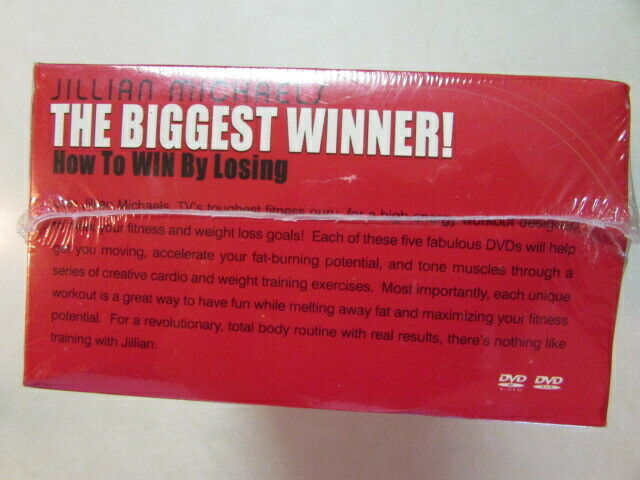 JILLIAN MICHAELS
THE BIGGEST WINNER!
How To WIN By Losing
Jillian Michaels, TV's toughest fitness guru, for a high energy workout designed
your fitness and weight loss goals! Each of these five fabulous DVDs will help
get you moving, accelerate your fat-burning potential, and tone muscles through a
series of creative cardio and weight training exercises. Most importantly, each unique
workout is a great way to have fun while melting away fat and maximizing your fitness
potential. For a revolutionary, total body routine with real results, there's nothing like
training with Jillian.
DVD VIDEO DVD